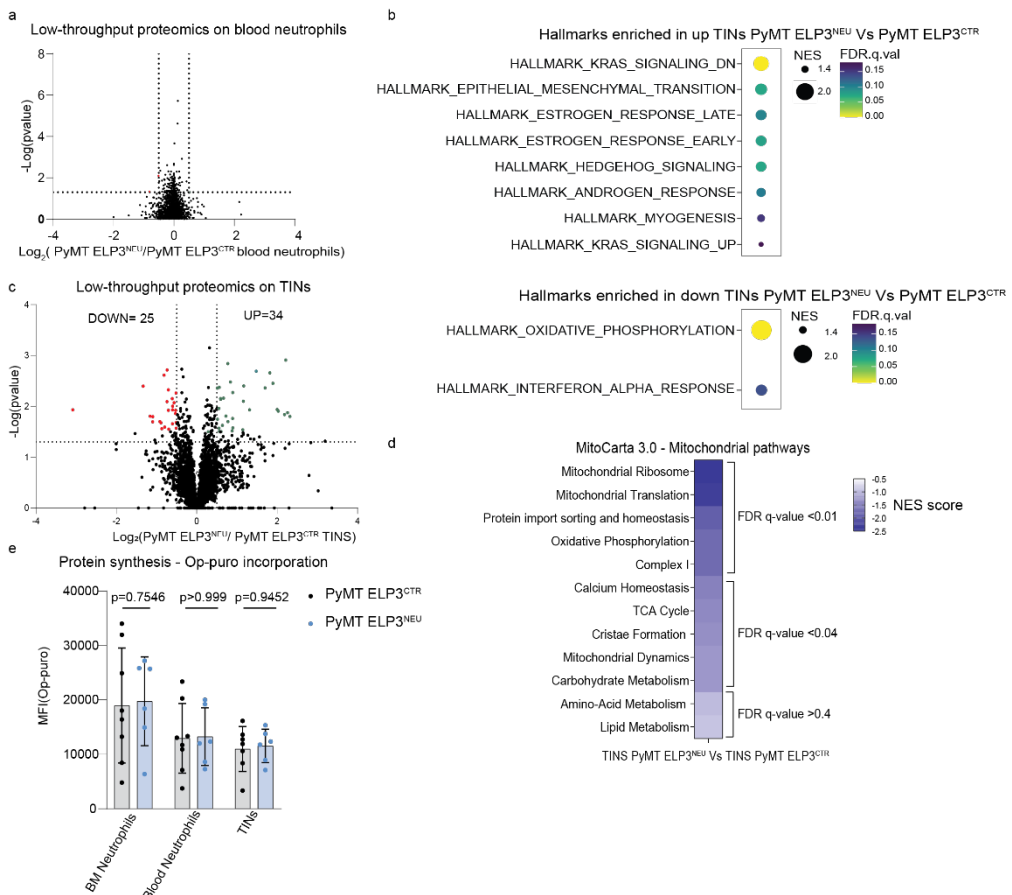 a
Low-throughput proteomics on blood neutrophils
8
6
4
2
0
-Log(pvalue)
-4 -2 0 2 4
Log2( PyMT ELP3NEU/PyMT ELP3CTR blood neutrophils)
b
Hallmarks enriched in up TINs PyMT ELP3NEU Vs PyMT ELP3CTR
HALLMARK_KRAS_SIGNALING_DN
HALLMARK_EPITHELIAL_MESENCHYMAL_TRANSITION
HALLMARK_ESTROGEN_RESPONSE_LATE
HALLMARK_ESTROGEN_RESPONSE_EARLY
HALLMARK_HEDGEHOG_SIGNALING
HALLMARK_ANDROGEN_RESPONSE
HALLMARK_MYOGENESIS
HALLMARK_KRAS_SIGNALING_UP
NES
1.4
2.0
FDR.q.val
0.15
0.10
0.05
0.00
Hallmarks enriched in down TINs PyMT ELP3NEU Vs PyMT ELP3CTR
HALLMARK_OXIDATIVE_PHOSPHORYLATION
HALLMARK_INTERFERON_ALPHA_RESPONSE
NES
1.4
2.0
FDR.q.val
0.15
0.10
0.05
0.00
c
Low-throughput proteomics on TINs
DOWN= 25
UP=34
4
3
2
1
0
-Log(pvalue)
-4 -2 0 2 4
Log2(PyMT ELP3NEU/ PyMT ELP3CTR TINS)
d
MitoCarta 3.0 - Mitochondrial pathways
Mitochondrial Ribosome
Mitochondrial Translation
Protein import sorting and homestasis
Oxidative Phosphorylation
Complex I
Calcium Homeostasis
TCA Cycle
Cristae Formation
Mitochondrial Dynamics
Carbohydrate Metabolism
Amino-Acid Metabolism
Lipid Metabolism
FDR q-value <0.01
FDR q-value <0.04
FDR q-value >0.4
-0.5
-1.0
-1.5
-2.0
-2.5
NES score
TINS PyMT ELP3NEU Vs TINS PyMT ELP3CTR
e
Protein synthesis - Op-puro incorporation
40000
30000
20000
10000
0
MFI(Op-puro)
p=0.7546 p>0.999 p=0.9452
PyMT ELP3CTR
PyMT ELP3NEU
BM Neutrophils
Blood Neutrophils
TINs